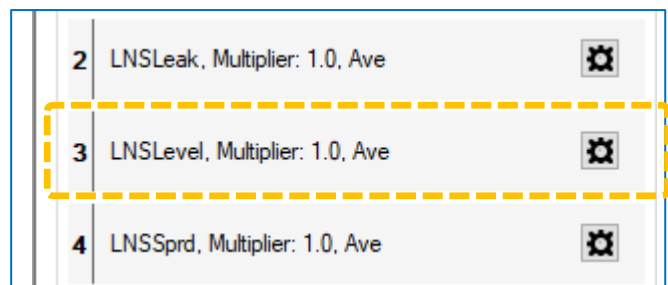 2 LNSLeak, Multiplier: 1.0, Ave
3 LNSLevel, Multiplier: 1.0, Ave
4 LNSSprd, Multiplier: 1.0, Ave